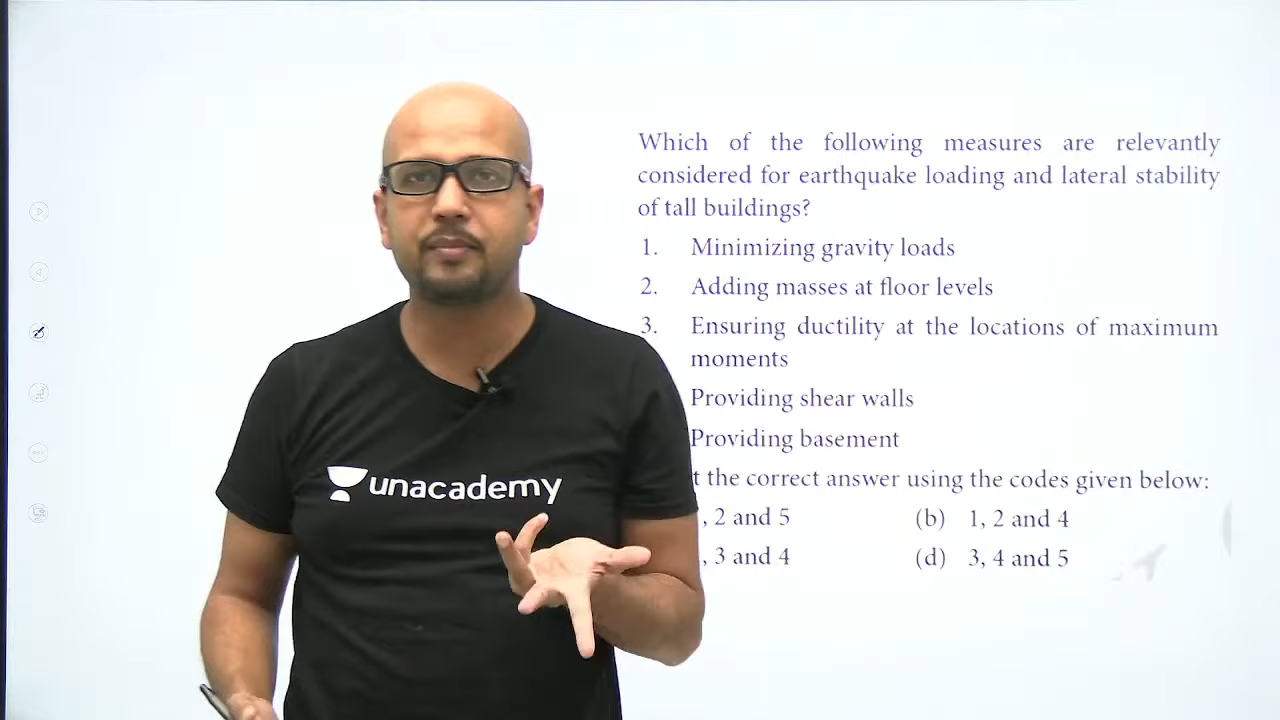 Which of the following measures are relevantly
considered for earthquake loading and lateral stability
of tall buildings?
1. Minimizing gravity loads
2. Adding masses at floor levels
3. Ensuring ductility at the locations of maximum
moments
Providing shear walls
Providing basement
the correct answer using the codes given below:
, 2 and 5 (b) 1, 2 and 4
, 3 and 4 (d) 3, 4 and 5
unacademy